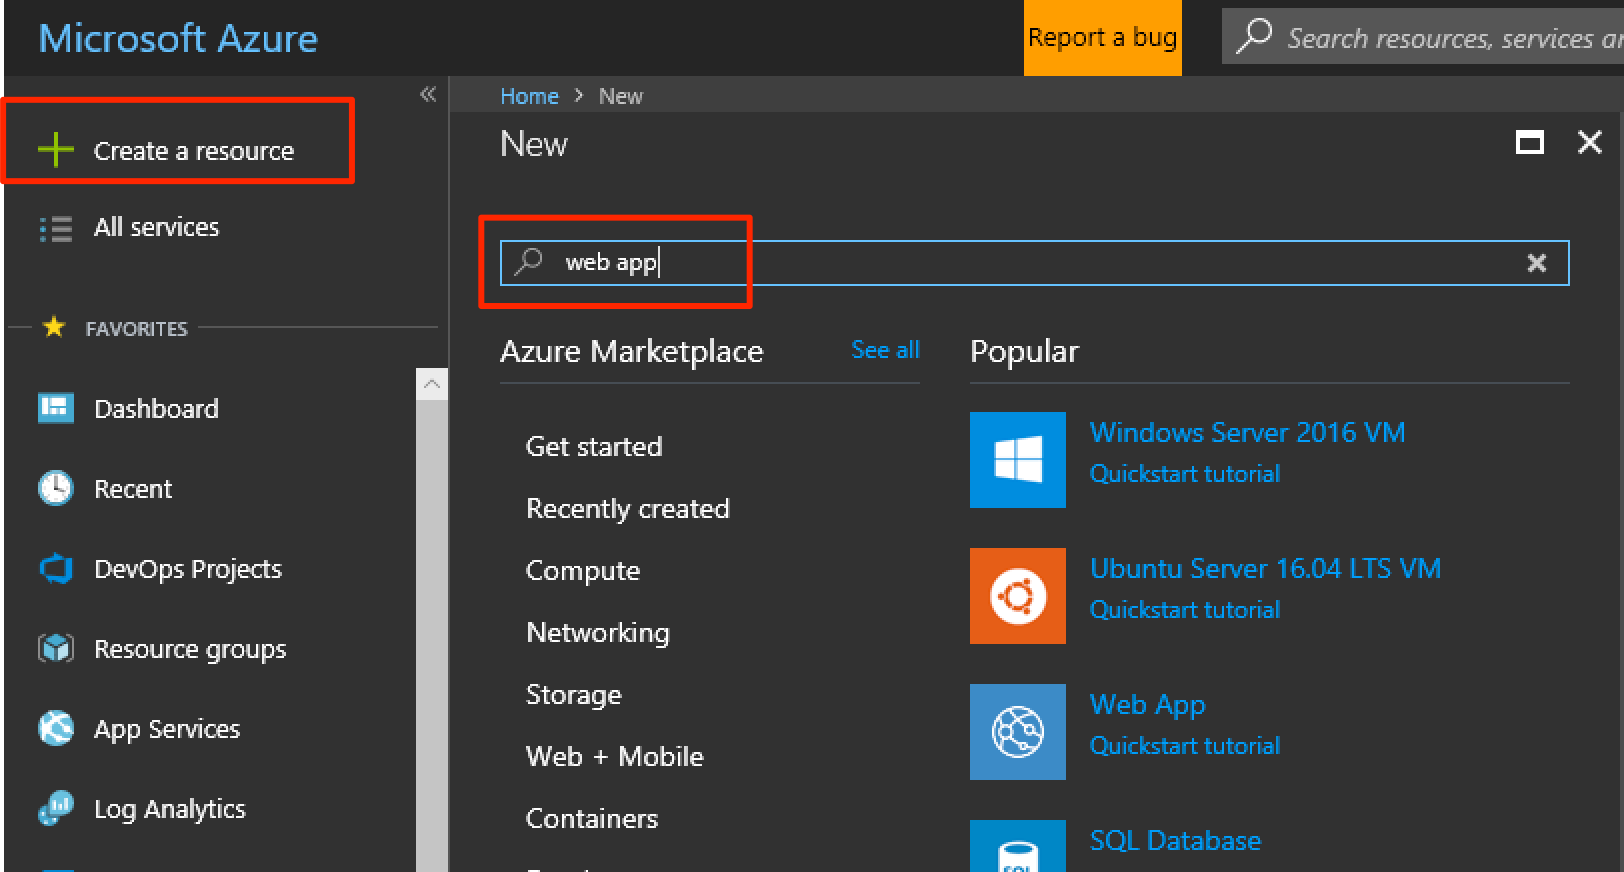 Microsoft Azure
Report a bug
Search resources, services
Create a resource
All services
FAVORITES
Dashboard
Recent
DevOps Projects
Resource groups
App Services
Log Analytics
Home > New
New
web app
Azure Marketplace
See all
Get started
Recently created
Compute
Networking
Storage
Web + Mobile
Containers
Popular
Windows Server 2016 VM
Quickstart tutorial
Ubuntu Server 16.04 LTS VM
Quickstart tutorial
Web App
Quickstart tutorial
SQL Database
SQL